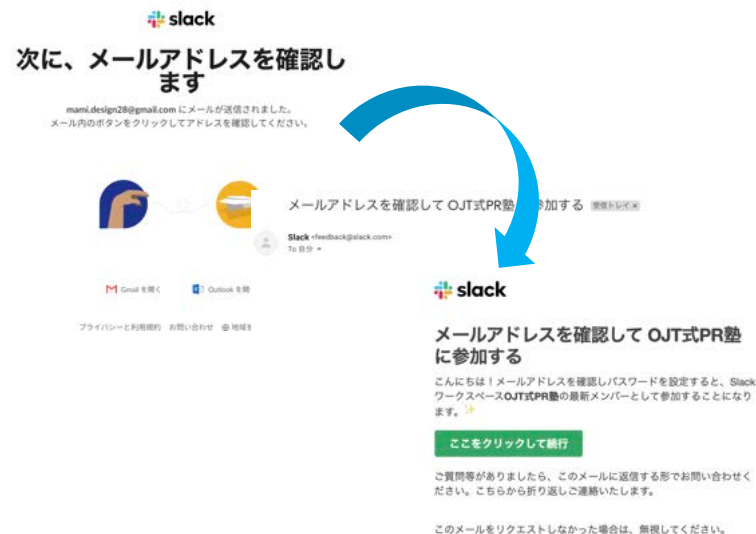 slack
次に、メールアドレスを確認し
ます
mami.design28@gmail.com にメールが送信されました。
メール内のボタンをクリックしてアドレスを確認してください。
Gmail を開く
Outlook を開
プライバシーと利用規約 お問い合わせ 地域を
メールアドレスを確認して OJT式PR塾 参加する 受信トレイ ×
Slack <feedback@slack.com>
To 自分
slack
メールアドレスを確認して OJT式PR塾
に参加する
こんにちは！メールアドレスを確認しパスワードを設定すると、Slack
ワークスペースOJT式PR塾の最新メンバーとして参加することになり
ます。✨
ここをクリックして続行
ご質問等がありましたら、このメールに返信する形でお問い合わせく
ださい。こちらから折り返しご連絡いたします。
このメールをリクエストしなかった場合は、無視してください。